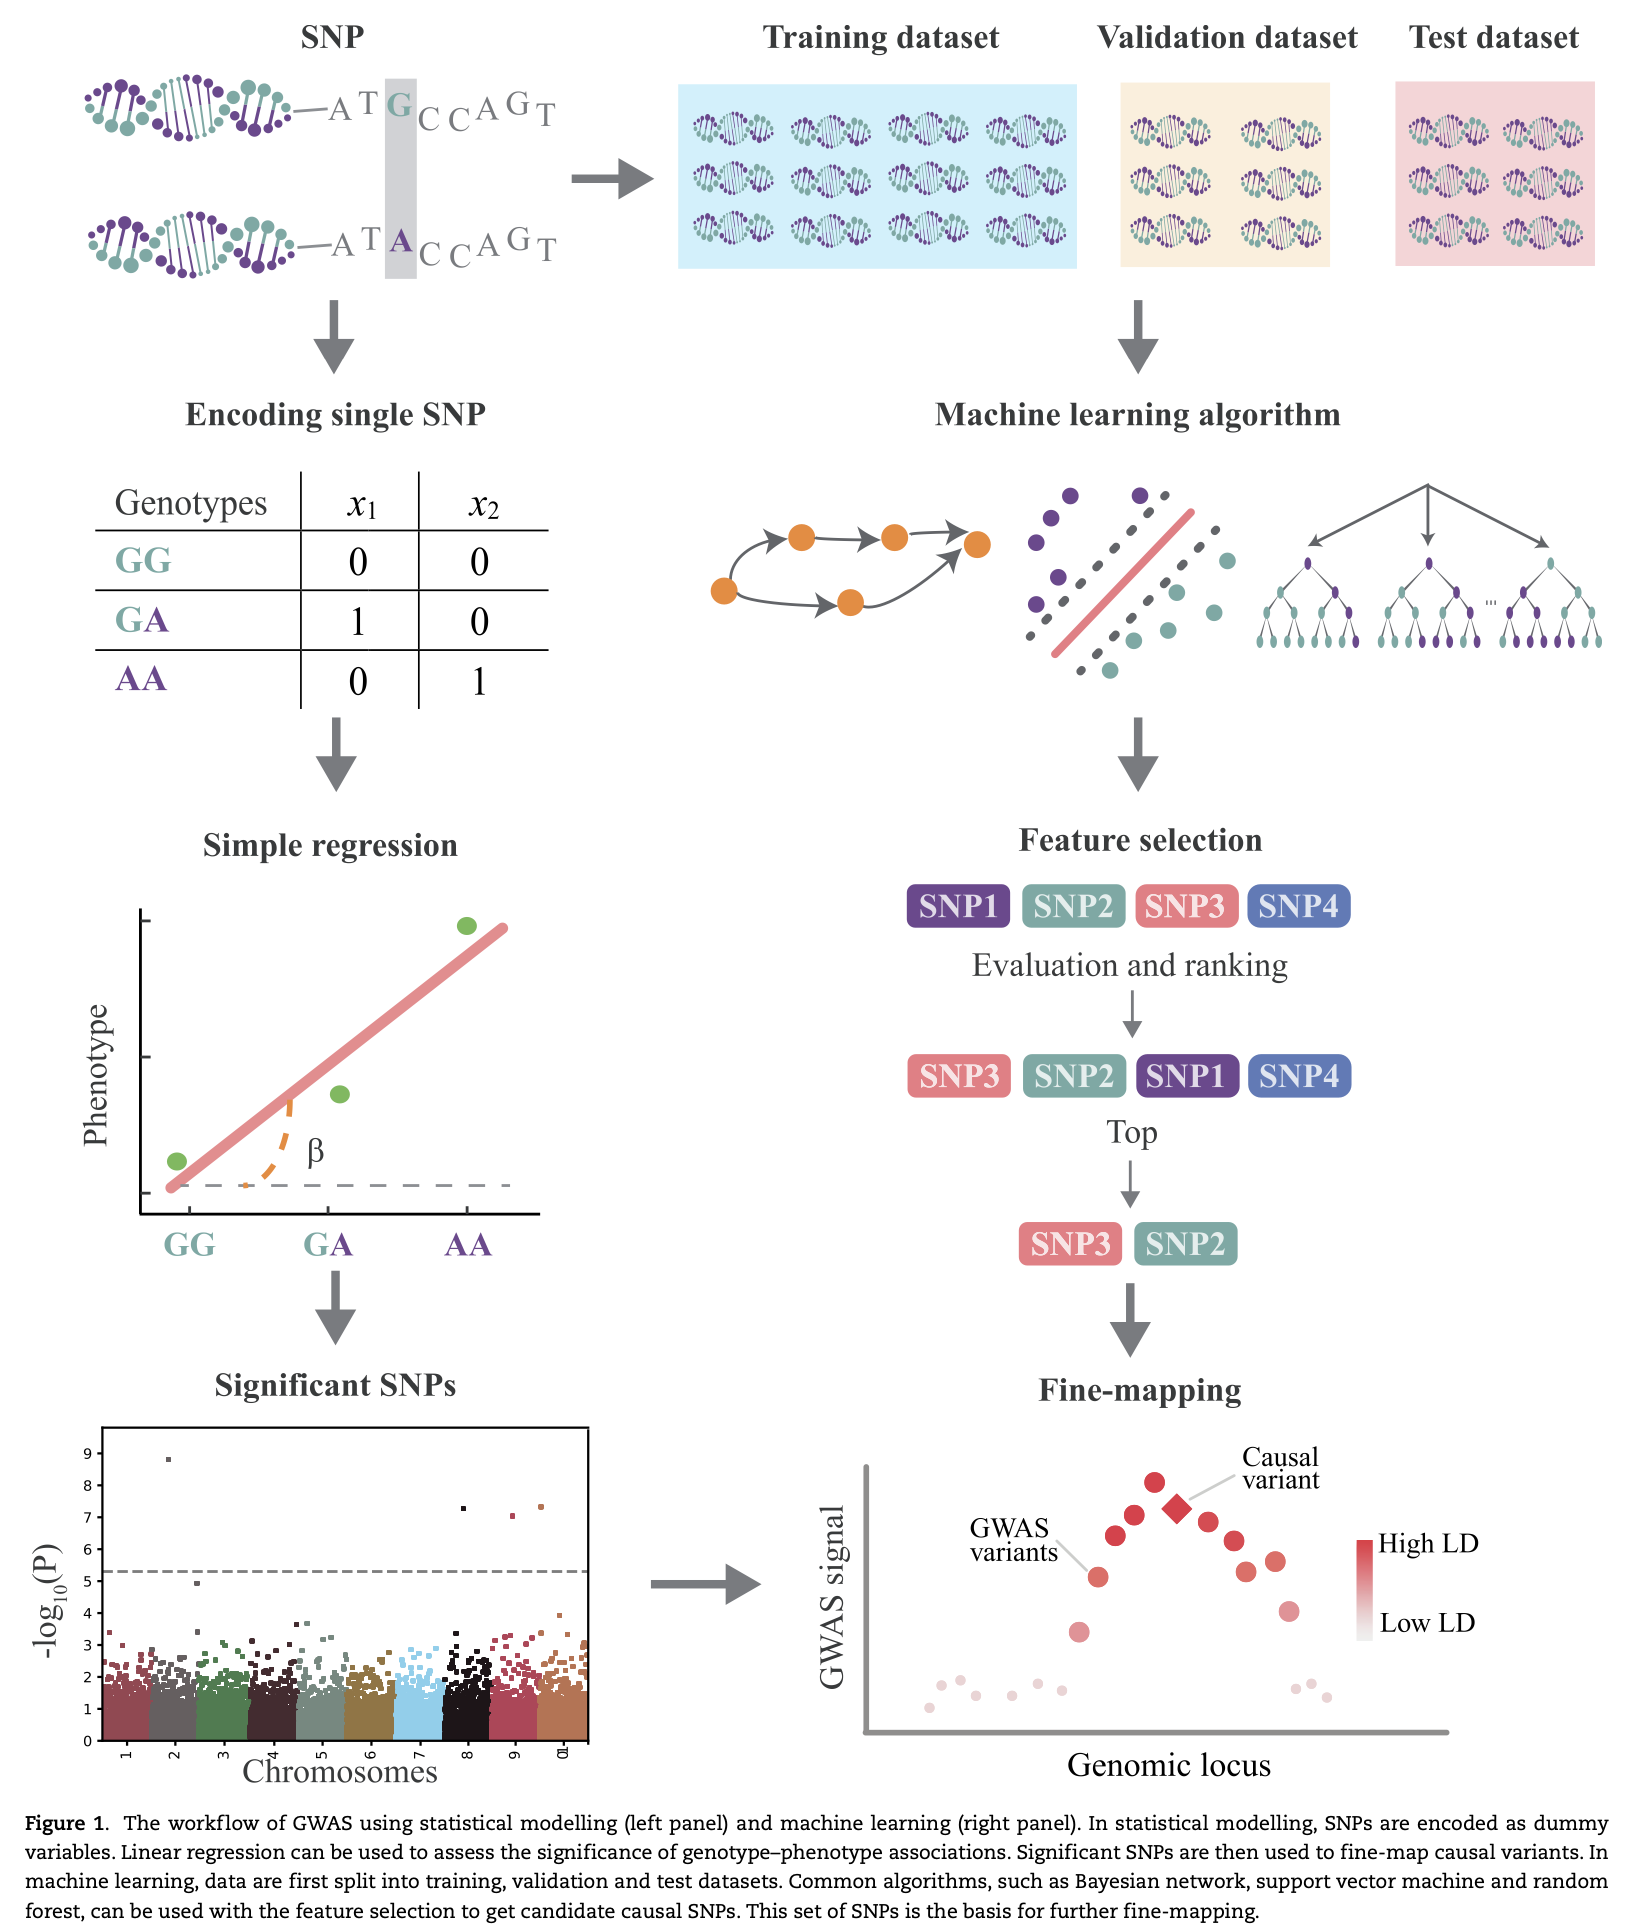 SNP
Training dataset
Validation dataset
Test dataset
A T G C C A G T
A T A C C A G T
Encoding single SNP
Genotypes x1 x2
GG 0 0
GA 1 0
AA 0 1
Machine learning algorithm
...
Simple regression
Phenotype
β
GG GA AA
Feature selection
SNP1 SNP2 SNP3 SNP4
Evaluation and ranking
SNP3 SNP2 SNP1 SNP4
Top
SNP3 SNP2
Significant SNPs
-log10(P)
9
8
7
6
5
4
3
2
1
0
1 2 3 4 5 6 7 8 9 10
Chromosomes
Fine-mapping
GWAS signal
Causal
variant
GWAS
variants
High LD
Low LD
Genomic locus
Figure 1. The workflow of GWAS using statistical modelling (left panel) and machine learning (right panel). In statistical modelling, SNPs are encoded as dummy
variables. Linear regression can be used to assess the significance of genotype–phenotype associations. Significant SNPs are then used to fine-map causal variants. In
machine learning, data are first split into training, validation and test datasets. Common algorithms, such as Bayesian network, support vector machine and random
forest, can be used with the feature selection to get candidate causal SNPs. This set of SNPs is the basis for further fine-mapping.